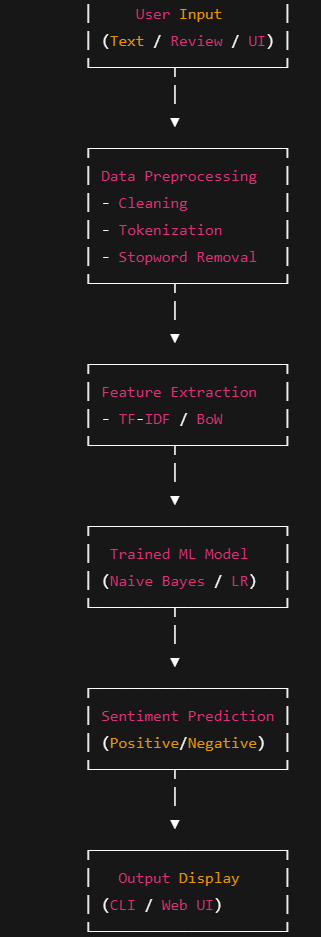 User Input
(Text / Review / UI)
Data Preprocessing
- Cleaning
- Tokenization
- Stopword Removal
Feature Extraction
- TF-IDF / BoW
Trained ML Model
(Naive Bayes / LR)
Sentiment Prediction
(Positive/Negative)
Output Display
(CLI / Web UI)